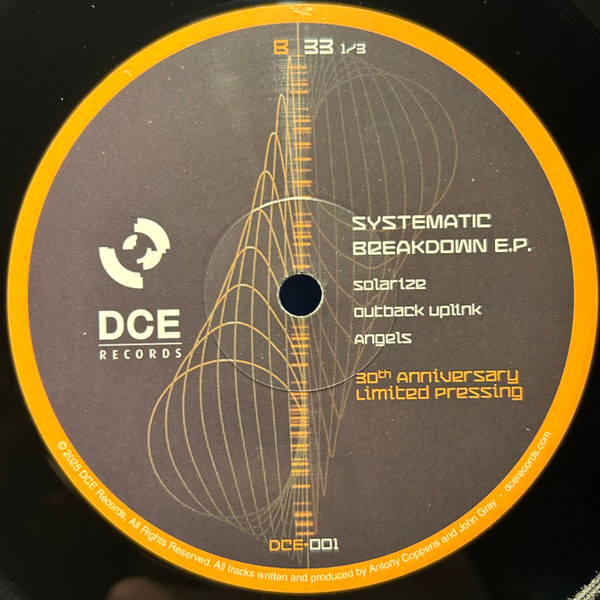 B 33 1/3
SYSTEMATIC
BREAKDOWN E.P.
solarize
outback uplink
Angels
30th Anniversary
Limited Pressing
DCE
RECORDS
DCE-001
© 2025 DCE Records. All Rights Reserved. All tracks written and produced by Antony Coppens and John Gray - dcerecords.com